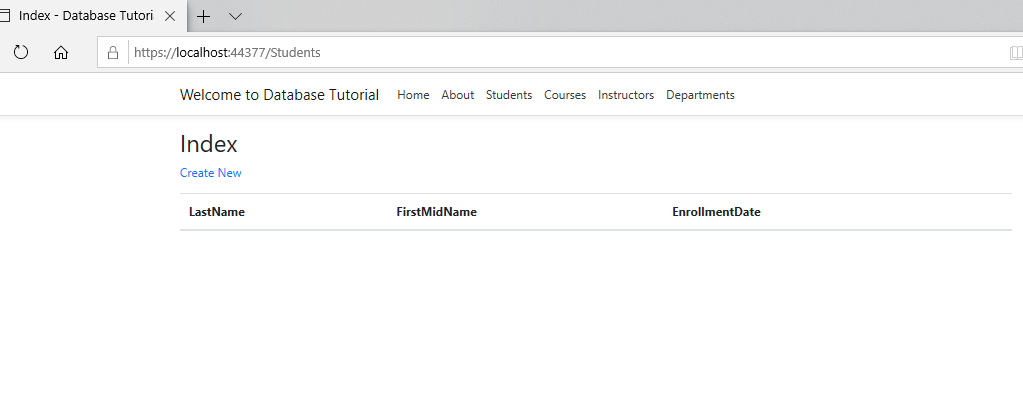 Index - Database Tutori
https://localhost:44377/Students
Welcome to Database Tutorial Home About Students Courses Instructors Departments
Index
Create New
LastName FirstMidName EnrollmentDate